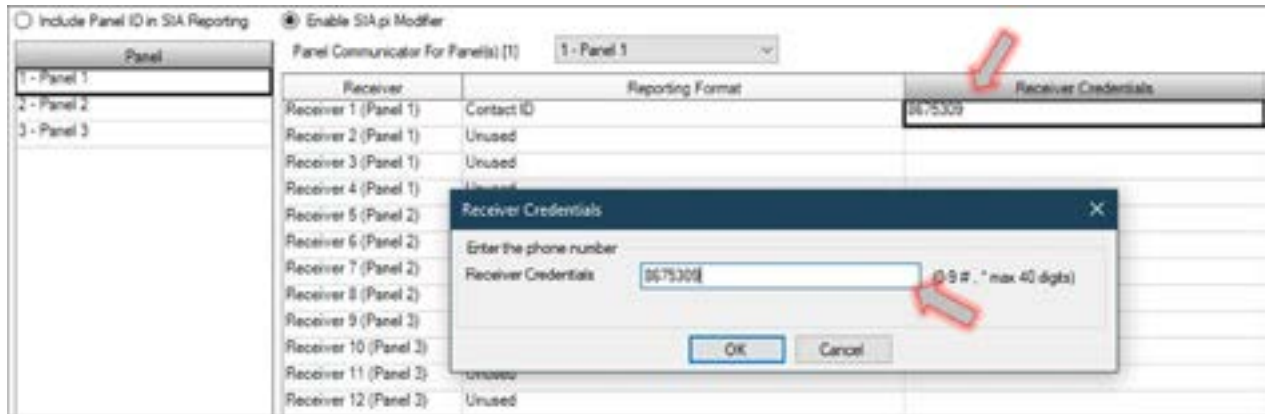 Include Panel ID in SIA Reporting
Enable SIA pi Modifier
Panel Communicator For Panel(s) [1]
1 - Panel 1
Panel
1 - Panel 1
2 - Panel 2
3 - Panel 3
Receiver Reporting Format Receiver Credentials
Receiver 1 (Panel 1) Contact ID 8675309
Receiver 2 (Panel 1) Unused
Receiver 3 (Panel 1) Unused
Receiver 4 (Panel 1) Unused
Receiver 5 (Panel 2)
Receiver 6 (Panel 2)
Receiver 7 (Panel 2)
Receiver 8 (Panel 2)
Receiver 9 (Panel 3)
Receiver 10 (Panel 3)
Receiver 11 (Panel 3) Unused
Receiver 12 (Panel 3) Unused
Receiver Credentials
Enter the phone number
Receiver Credentials 8675309 (0-9 # , * max 40 digits)
OK Cancel